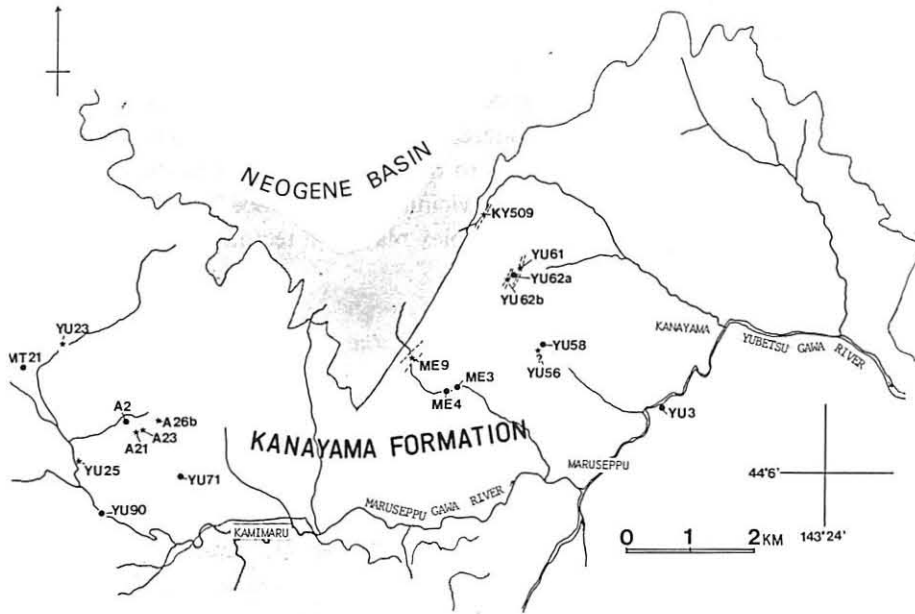 NEOGENE BASIN
KY509
YU61
YU62a
YU62b
YU23
KANAYAMA
YUBETSU GAWA RIVER
MT21
YU58
ME9
YU56
?
ME3
ME4
A2
A26b
YU3
A23
A21
KANAYAMA FORMATION
YU25
MARUSEPPU
44°6'
YU71
MARUSEPPU GAWA RIVER
YU90
KAMIMARU
0 1 2 KM
143°24'